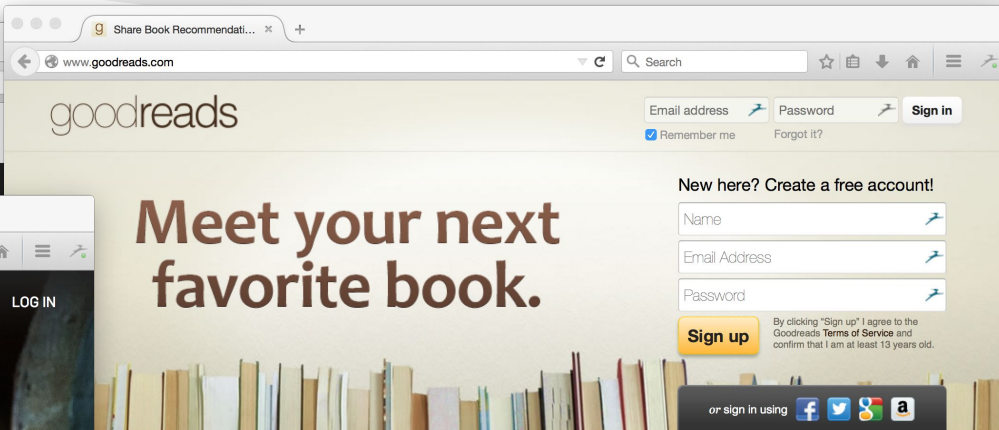 g Share Book Recommendati...
www.goodreads.com
Search
goodreads
Email address
Password
Sign in
Remember me
Forgot it?
Meet your next
favorite book.
New here? Create a free account!
Name
Email Address
Password
Sign up
By clicking "Sign up" I agree to the
Goodreads Terms of Service and
confirm that I am at least 13 years old.
or sign in using f g a
LOG IN